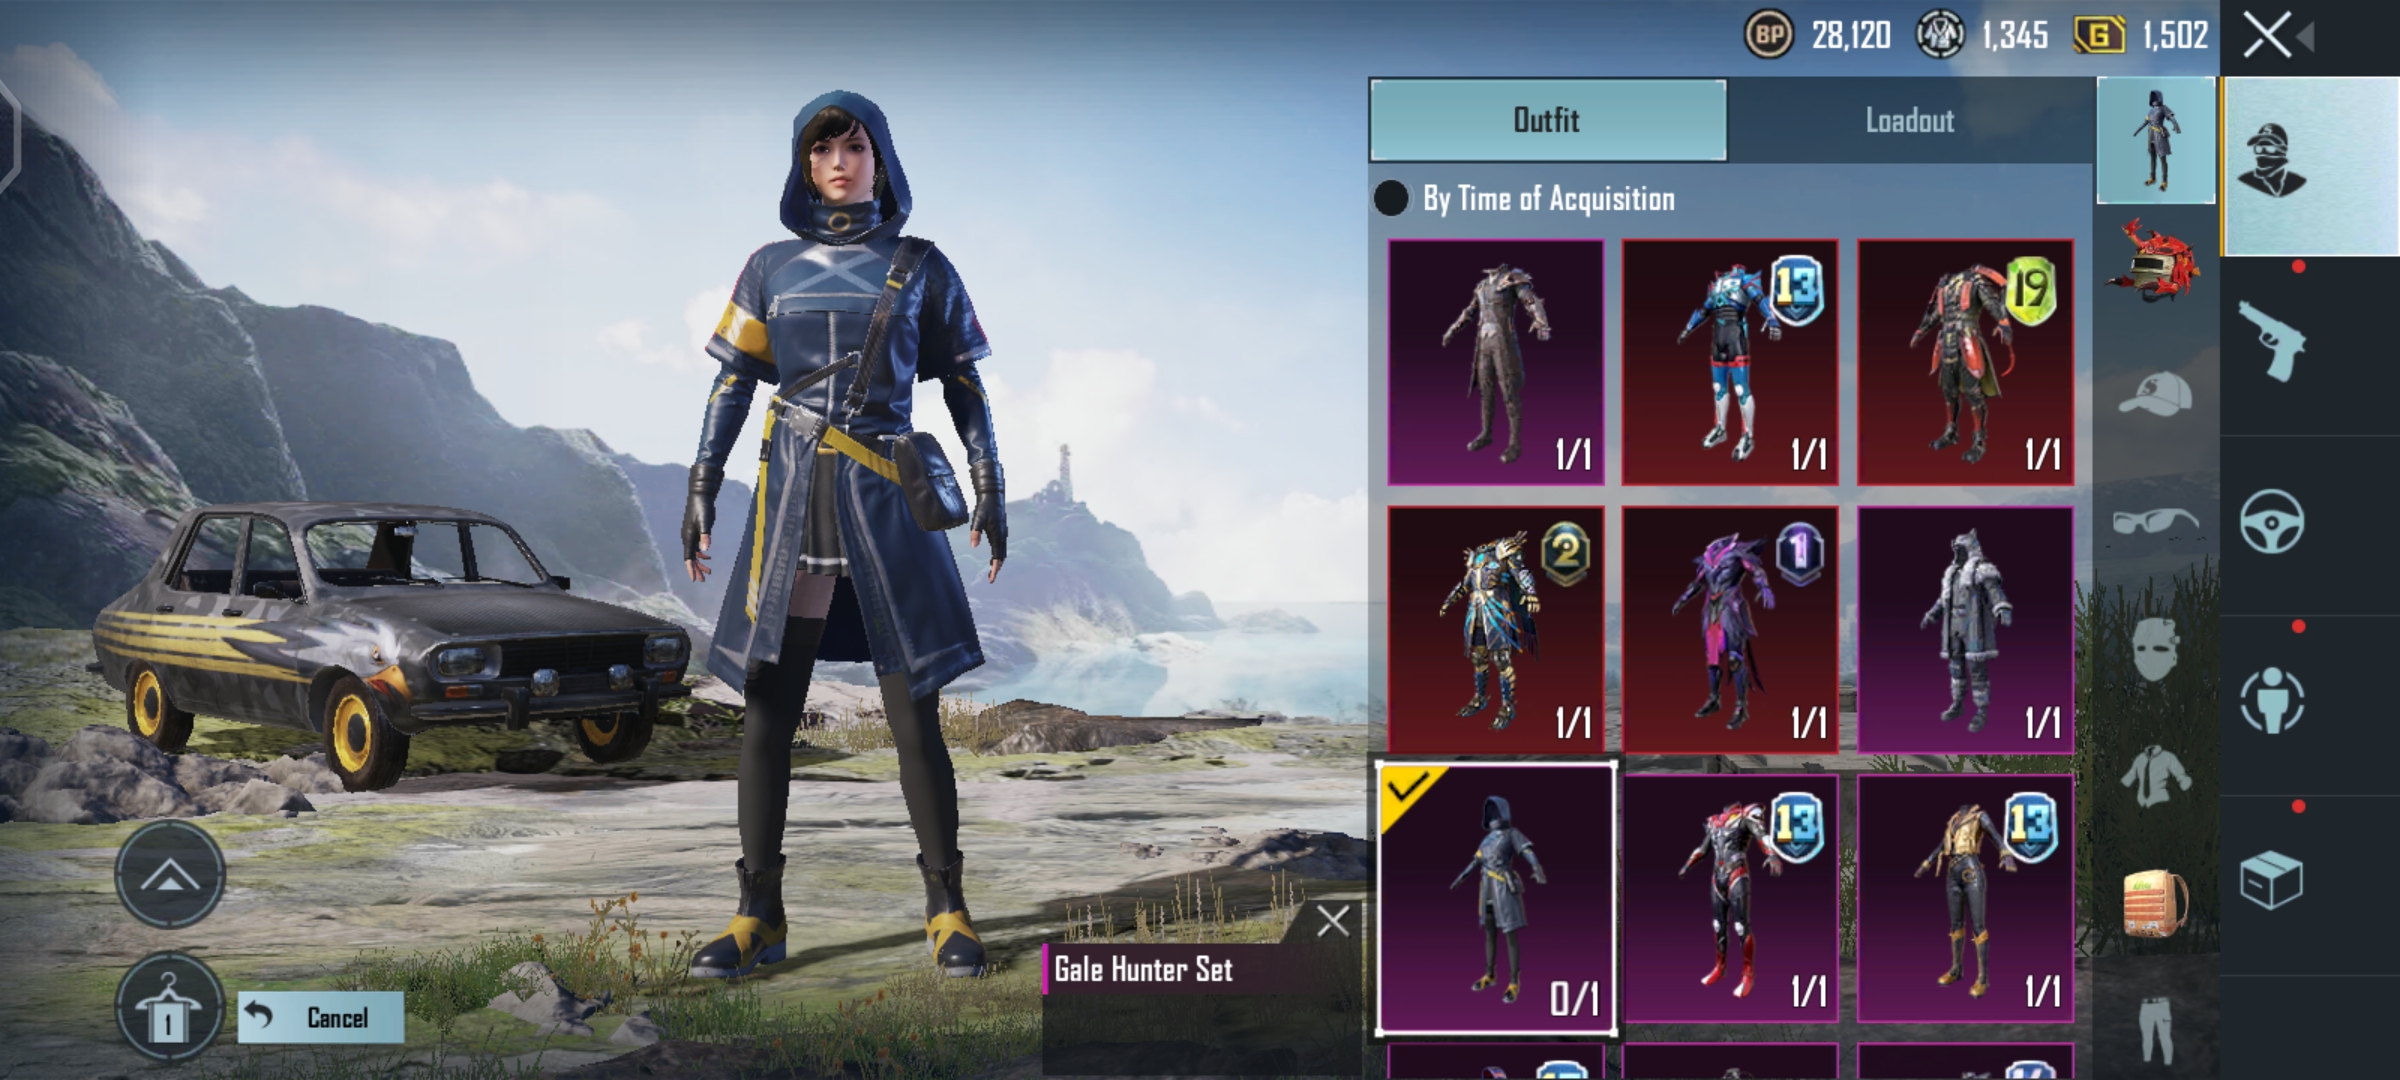 BP 28,120 1,345 G 1,502
Outfit Loadout
By Time of Acquisition
1/1
13 1/1
19 1/1
2 1/1
1 1/1
1/1
0/1
13 1/1
13 1/1
Gale Hunter Set
1 Cancel